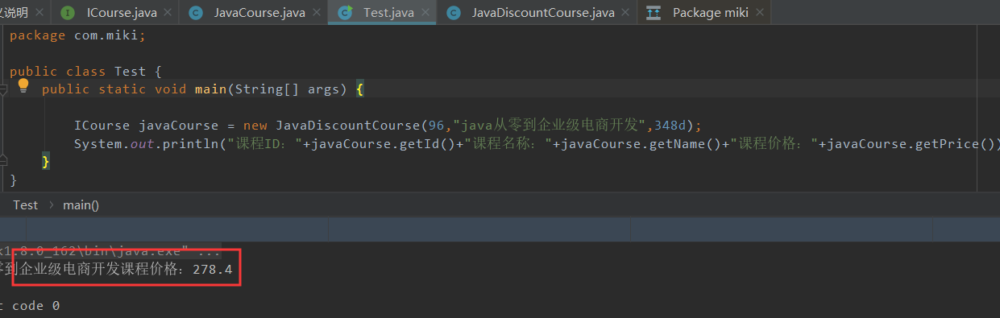 义说明 ICourse.java JavaCourse.java Test.java JavaDiscountCourse.java Package miki
package com.miki;
public class Test {
public static void main(String[] args) {
ICourse javaCourse = new JavaDiscountCourse(96,"java从零到企业级电商开发",348d);
System.out.println("课程ID："+javaCourse.getId()+"课程名称："+javaCourse.getName()+"课程价格："+javaCourse.getPrice())
}
}
Test main()
k1.8.0_162\bin\java.exe" ...
零到企业级电商开发课程价格：278.4
t code 0